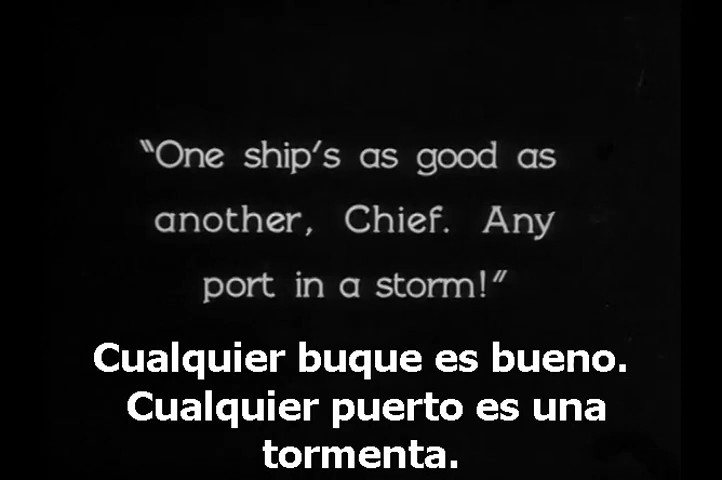 “One ship's as good as
another, Chief. Any
port in a storm!”
Cualquier buque es bueno.
Cualquier puerto es una
tormenta.